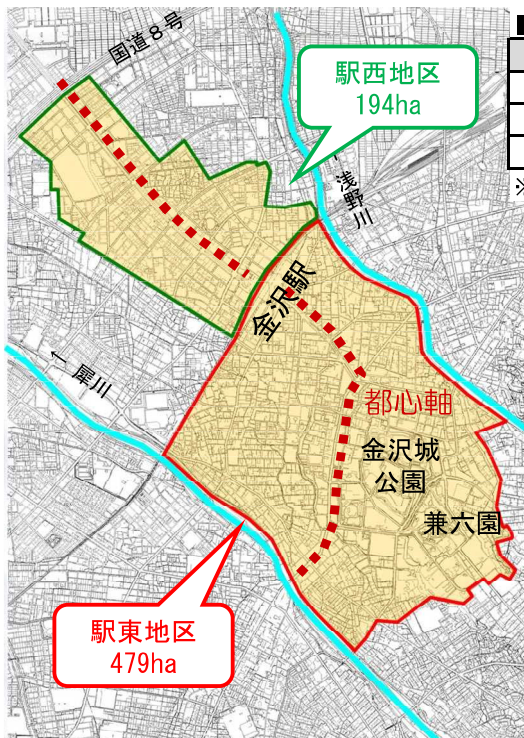 国道8号
駅西地区
194ha
←浅野川
金沢駅
←犀川
都心軸
金沢城
公園
兼六園
駅東地区
479ha
※